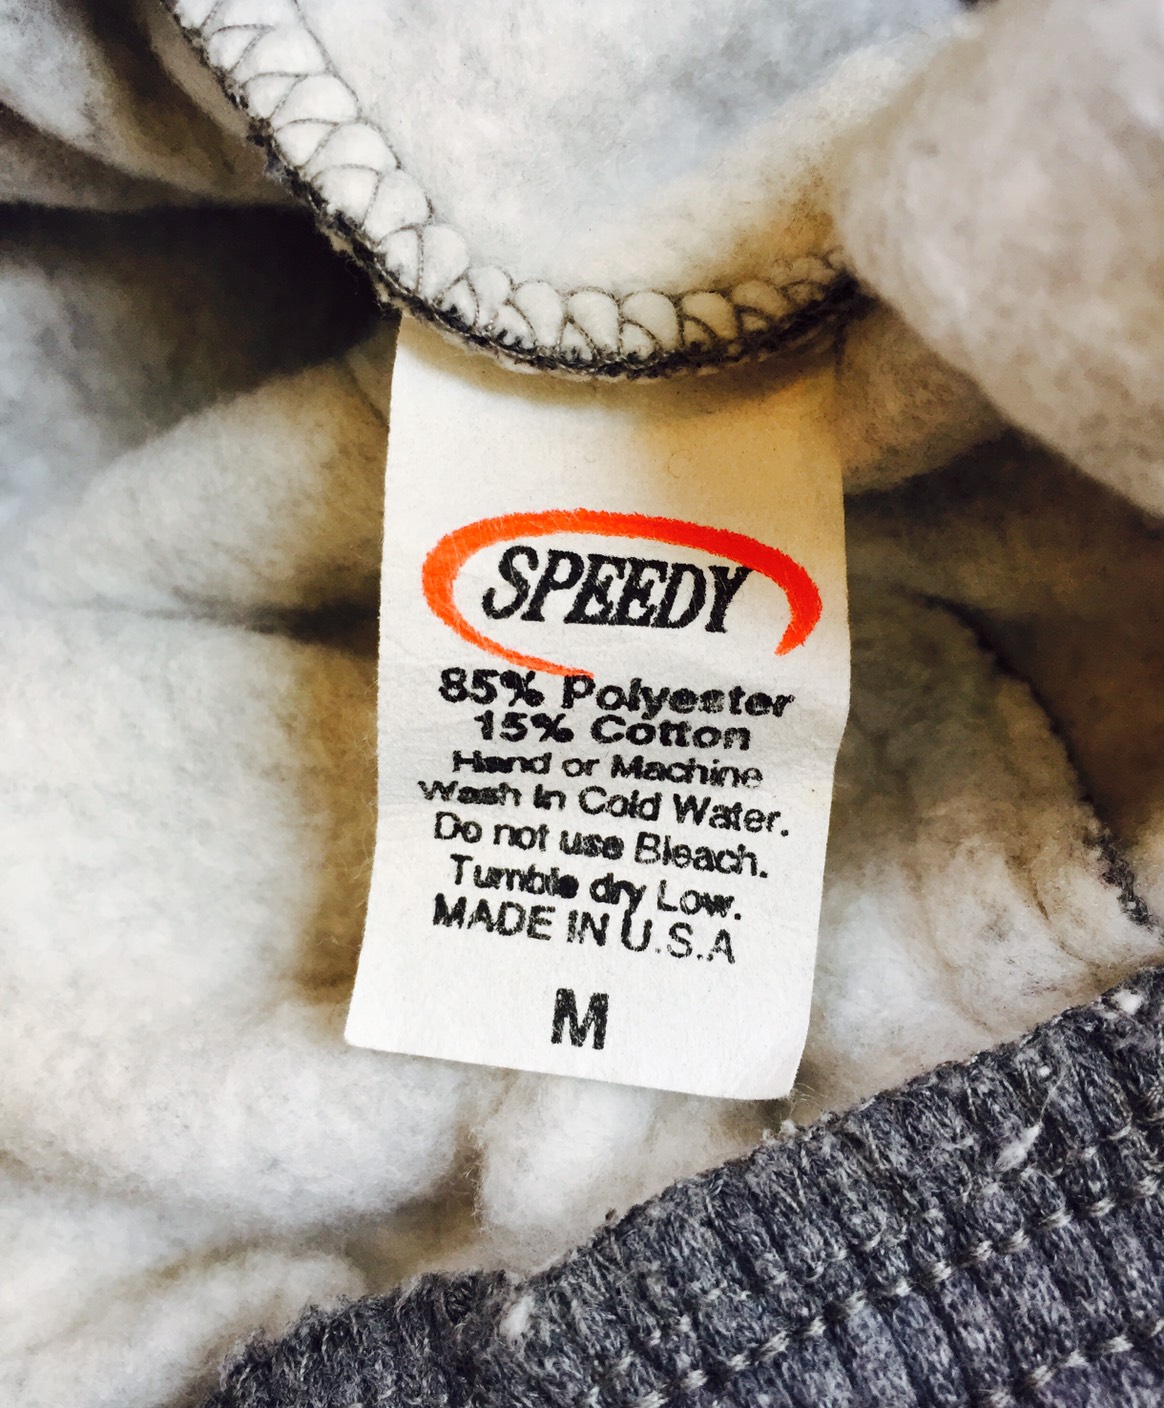 SPEEDY
85% Polyester
15% Cotton
Hand or Machine
Wash in Cold Water.
Do not use Bleach.
Tumble dry Low.
MADE IN U.S.A
M